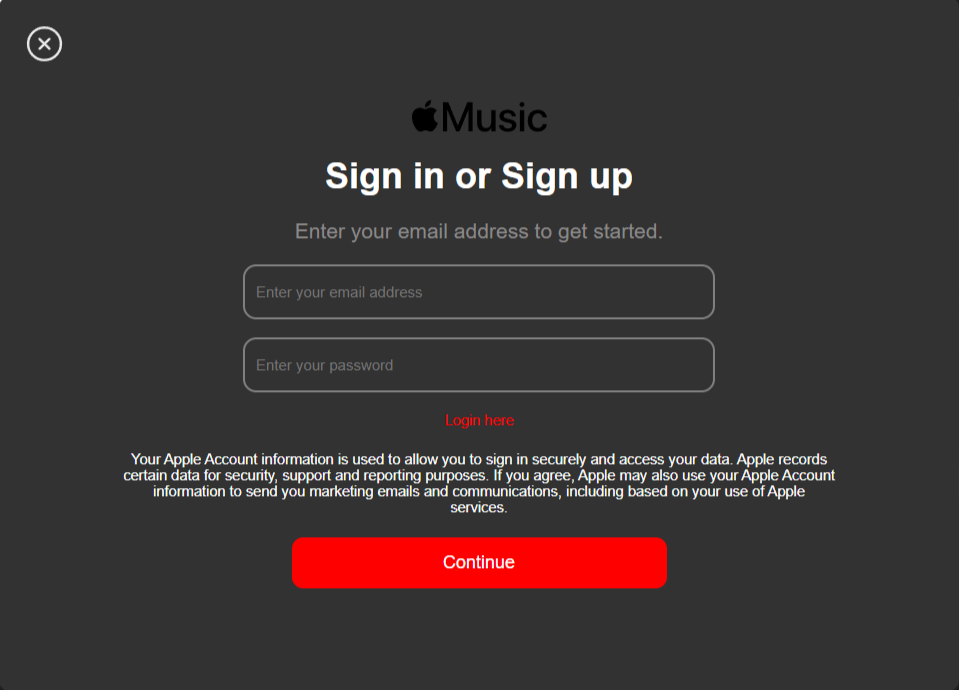 Music
Sign in or Sign up
Enter your email address to get started.
Enter your email address
Enter your password
Login here
Your Apple Account information is used to allow you to sign in securely and access your data. Apple records
certain data for security, support and reporting purposes. If you agree, Apple may also use your Apple Account
information to send you marketing emails and communications, including based on your use of Apple
services.
Continue